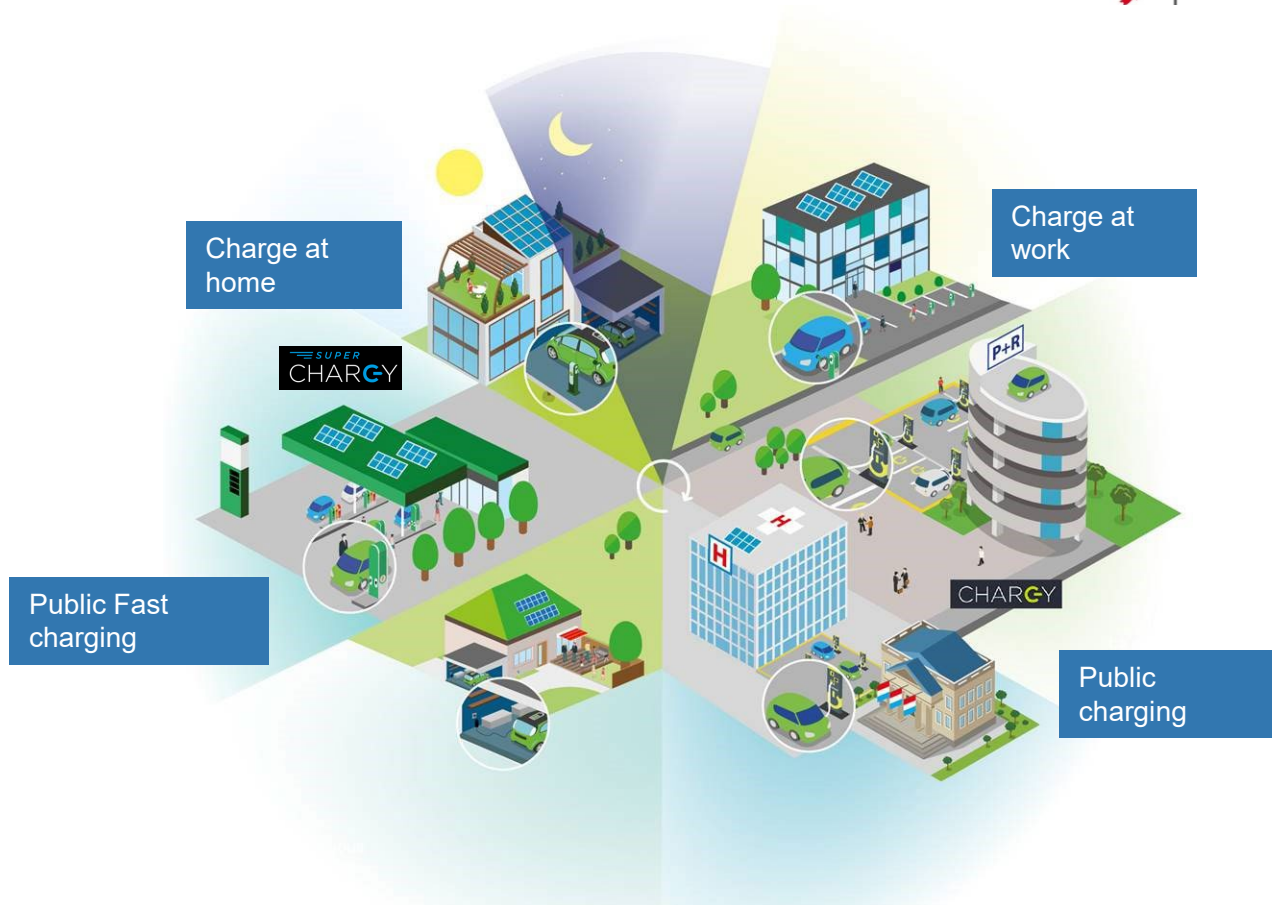 Charge at
home
Charge at
work
SUPER
CHARGY
P+R
H
H
CHARGY
Public Fast
charging
Public
charging